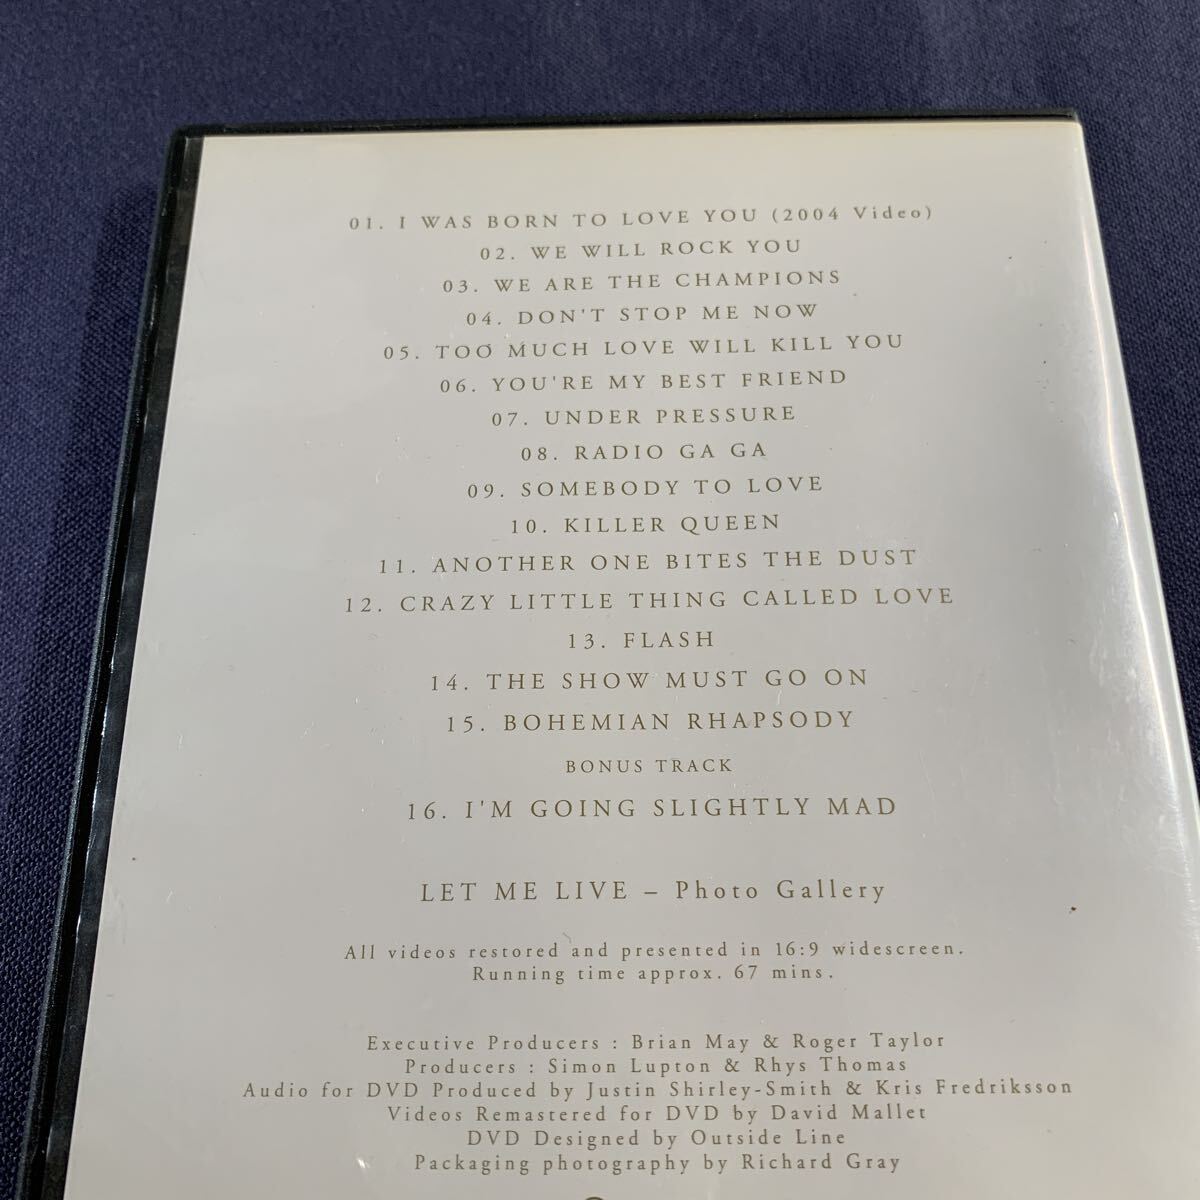 01. I WAS BORN TO LOVE YOU (2004 Video)
02. WE WILL ROCK YOU
03. WE ARE THE CHAMPIONS
04. DON'T STOP ME NOW
05. TOO MUCH LOVE WILL KILL YOU
06. YOU'RE MY BEST FRIEND
07. UNDER PRESSURE
08. RADIO GA GA
09. SOMEBODY TO LOVE
10. KILLER QUEEN
11. ANOTHER ONE BITES THE DUST
12. CRAZY LITTLE THING CALLED LOVE
13. FLASH
14. THE SHOW MUST GO ON
15. BOHEMIAN RHAPSODY
BONUS TRACK
16. I'M GOING SLIGHTLY MAD
LET ME LIVE – Photo Gallery
All videos restored and presented in 16:9 widescreen.
Running time approx. 67 mins.
Executive Producers : Brian May & Roger Taylor
Producers : Simon Lupton & Rhys Thomas
Audio for DVD Produced by Justin Shirley-Smith & Kris Fredriksson
Videos Remastered for DVD by David Mallet
DVD Designed by Outside Line
Packaging photography by Richard Gray